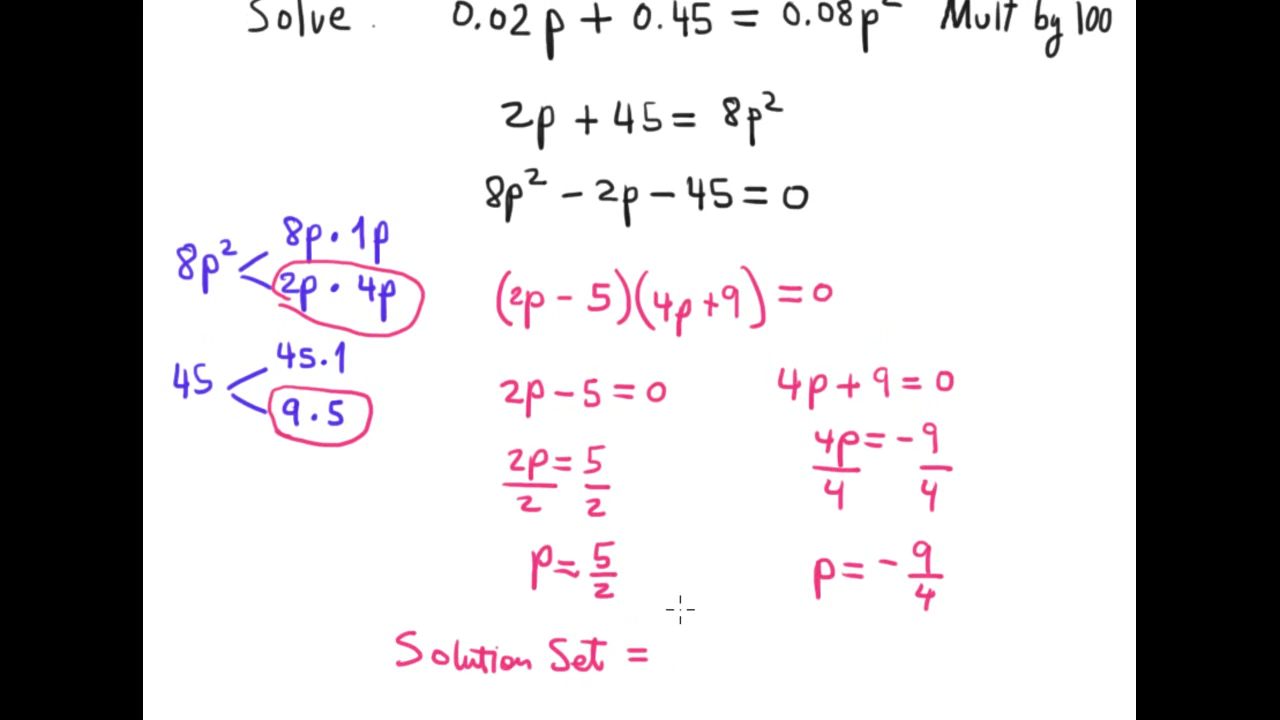 Solve. 0.02p + 0.45 = 0.08p² Mult by 100
2p + 45 = 8p²
8p² - 2p - 45 = 0
8p² < 8p · 1p
2p · 4p
(2p - 5)(4p + 9) = 0
45 < 45 · 1
9 · 5
2p - 5 = 0 4p + 9 = 0
2p/2 = 5/2 4p/4 = -9/4
p = 5/2 p = -9/4
Solution Set =